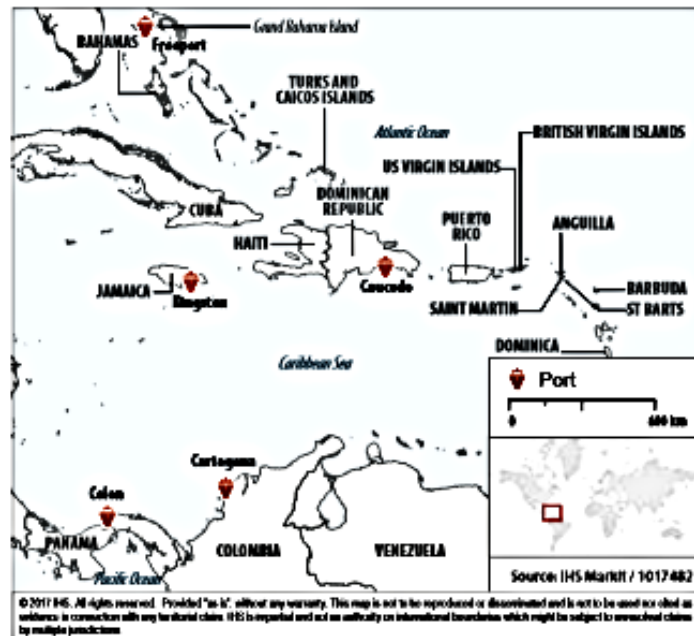 Grand Bahama Island
BAHAMAS
Freeport
TURKS AND
CAICOS ISLANDS
Atlantic Ocean
BRITISH VIRGIN ISLANDS
US VIRGIN ISLANDS
CUBA
DOMINICAN
REPUBLIC
PUERTO
RICO
ANGUILLA
HAITI
JAMAICA
Kingston
Caucedo
SAINT MARTIN
BARBUDA
ST BARTS
DOMINICA
Caribbean Sea
Port
0 600 km
Cartagena
Colon
PANAMA
COLOMBIA
VENEZUELA
Pacific Ocean
Source: IHS Markit / 1017482
© 2017 IHS. All rights reserved. Provided "as is", without any warranty. This map is not to be reproduced or disseminated and is not to be used nor cited as
evidence in connection with any territorial claim. IHS is impartial and not an authority on international boundaries which might be subject to unresolved claims
by multiple jurisdictions.